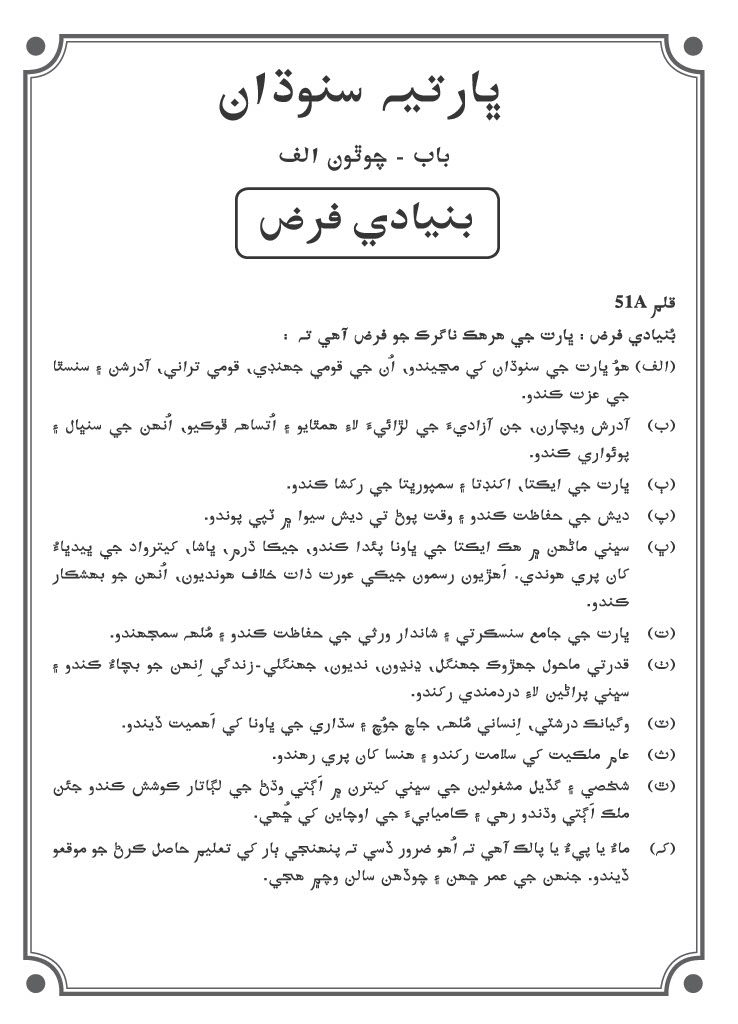 ڀارتيہ سنوڌان
باب - چوٿون الف
بنيادي فرض
قلم 51A
بُنيادي فرض : ڀارت جي هرهڪ ناگرڪ جو فرض آهي تہ :
(الف) هوُ ڀارت جي سنوڌان کي مڃيندو، اُن جي قومي جهنڊي، قومي تراني، آدرشن ۽ سنسٿا
جي عزت ڪندو.
(ب) آدرش ويچارن، جن آزاديءَ جي لڙائيءَ لاءِ همٿايو ۽ اُتساهہ ڦوڪيو، اُنهن جي سنڀال ۽
پوئواري ڪندو.
(ٻ) ڀارت جي ايڪتا، اکنڊتا ۽ سمپورڻتا جي رکشا ڪندو.
(پ) ديش جي حفاظت ڪندو ۽ وقت پوڻ تي ديش سيوا ۾ ٽپي پوندو.
(ڀ) سڀني ماڻهن ۾ هڪ ايڪتا جي ڀاونا پئدا ڪندو، جيڪا ڌرم، ڀاشا، کيترواد جي ڀيدڀاءُ
کان پري هوندي. اَهڙيون رسمون جيڪي عورت ذات خلاف هونديون، اُنهن جو بهشڪار
ڪندو.
(ت) ڀارت جي جامع سنسڪرتي ۽ شاندار ورثي جي حفاظت ڪندو ۽ مُلهہ سمجهندو.
(ٺ) قدرتي ماحول جهڙوڪ جهنگل، ڍنڍون، نديون، جهنگلي-زندگي اِنهن جو بچاءُ ڪندو ۽
سڀني پراڻين لاءِ دردمندي رکندو.
(ٽ) وگيانڪ درشٽي، اِنساني مُلهہ، جاچ جوُچ ۽ سڌاري جي ڀاونا کي اَهميت ڏيندو.
(ث) عام ملڪيت کي سلامت رکندو ۽ هنسا کان پري رهندو.
(ٿ) شخصي ۽ گڏيل مشغولين جي سڀني کيترن ۾ اَڳتي وڌڻ جي لڳاتار ڪوشش ڪندو جئن
ملڪ اَڳتي وڌندو رهي ۽ ڪاميابيءَ جي اوچاين کي ڇُهي.
(ک) ماءُ يا پيءُ يا پالڪ آهي تہ اُهو ضرور ڏسي تہ پنهنجي ٻار کي تعليم حاصل ڪرڻ جو موقعو
ڏيندو. جنهن جي عمر ڇهن ۽ چوڏهن سالن وچ۾ هجي.